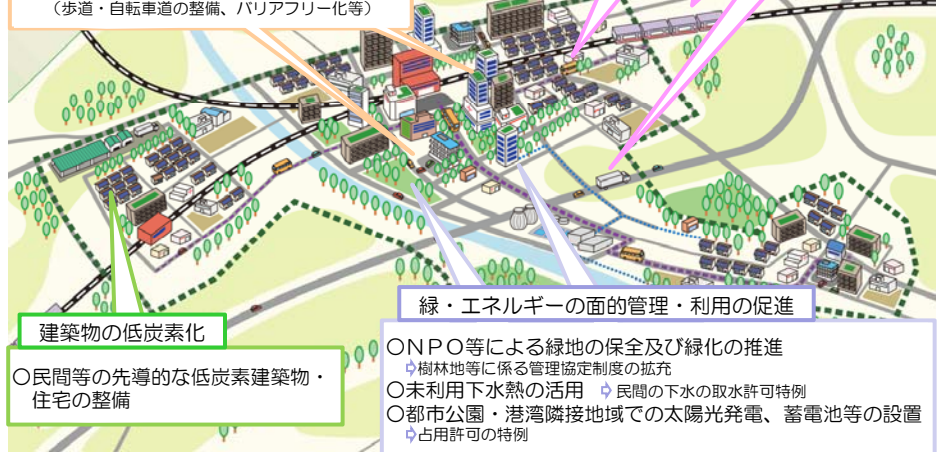 （歩道・自転車道の整備、バリアフリー化等）
建築物の低炭素化
○民間等の先導的な低炭素建築物・
住宅の整備
緑・エネルギーの面的管理・利用の促進
○ＮＰＯ等による緑地の保全及び緑化の推進
⇨樹林地等に係る管理協定制度の拡充
○未利用下水熱の活用 ⇨民間の下水の取水許可特例
○都市公園・港湾隣接地域での太陽光発電、蓄電池等の設置
⇨占用許可の特例